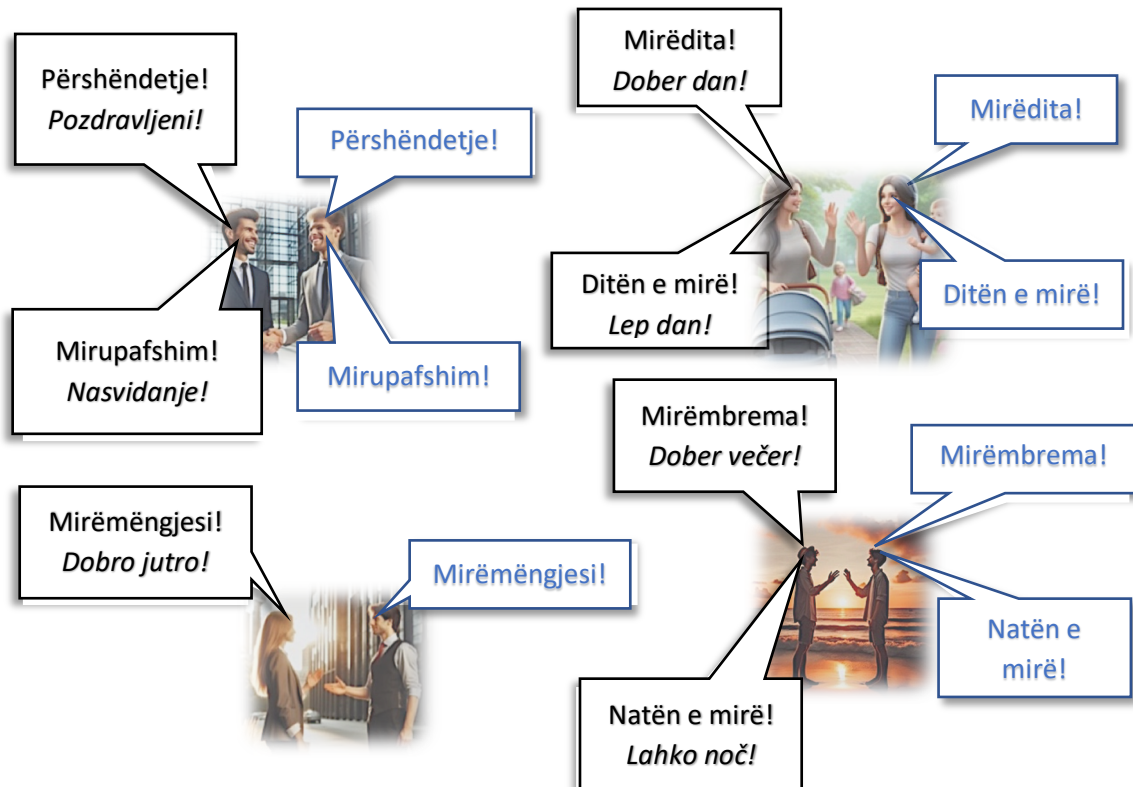 Përshëndetje!
Pozdravljeni!
Përshëndetje!
Mirupafshim!
Nasvidanje!
Mirupafshim!
Mirëdita!
Dober dan!
Mirëdita!
Ditën e mirë!
Lep dan!
Ditën e mirë!
Mirëmëngjesi!
Dobro jutro!
Mirëmëngjesi!
Mirëmbrema!
Dober večer!
Mirëmbrema!
Natën e mirë!
Lahko noč!
Natën e
mirë!